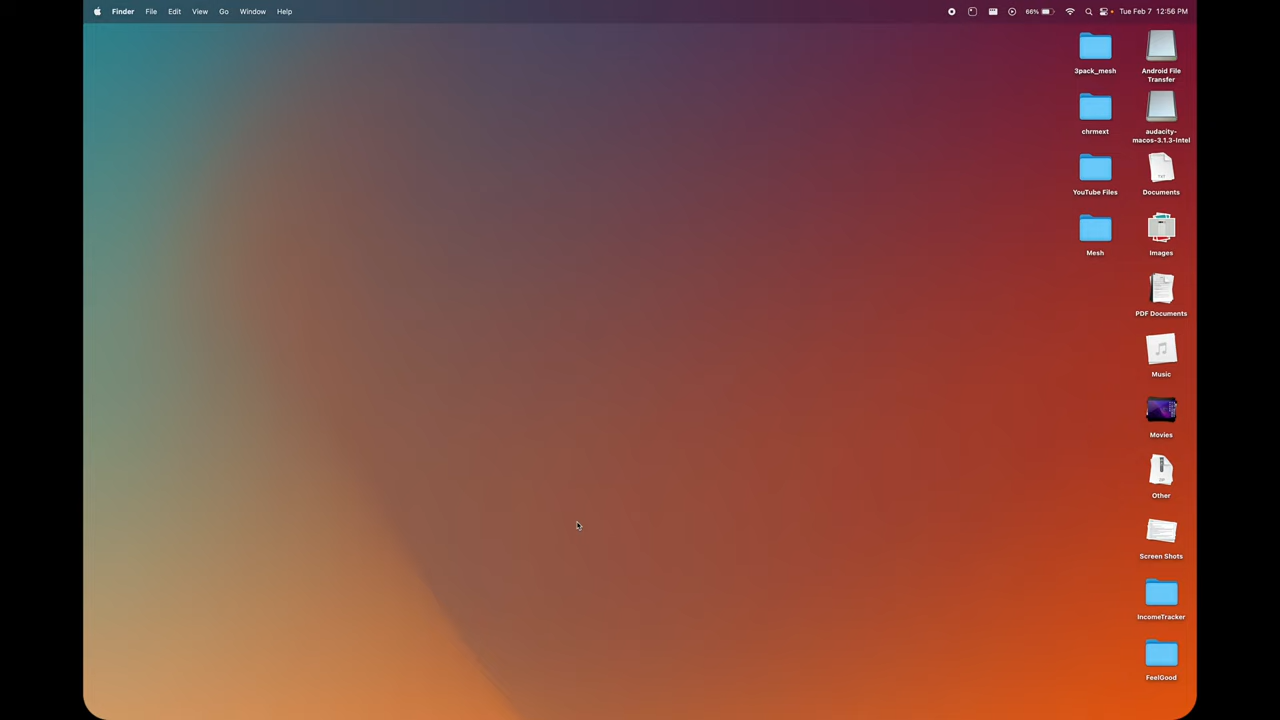 Finder File Edit View Go Window Help 66% Tue Feb 7 12:56 PM
3pack_mesh
Android File
Transfer
chrmext
audacity-
macos-3.1.3-Intel
YouTube Files
TXT
Documents
Mesh
Images
PDF Documents
Music
Movies
Other
Screen Shots
IncomeTracker
FeelGood